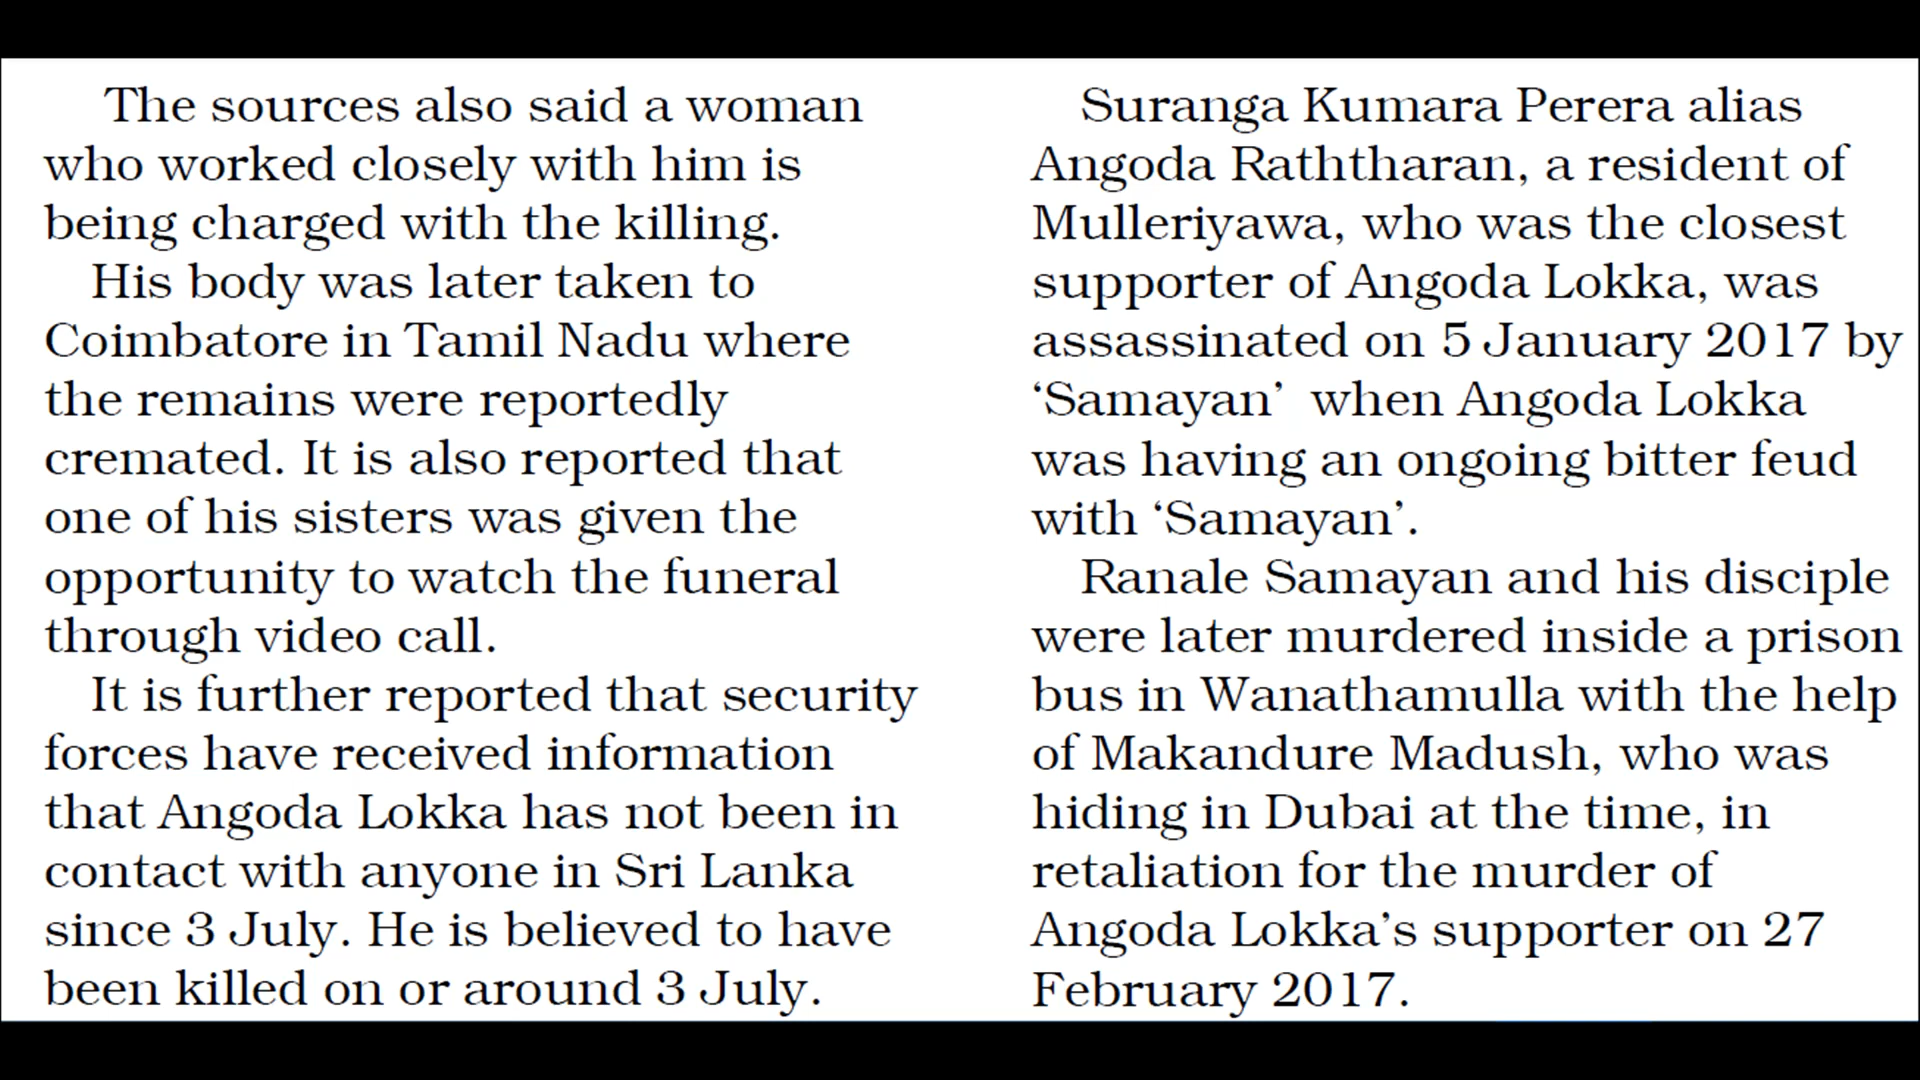 The sources also said a woman
who worked closely with him is
being charged with the killing.
His body was later taken to
Coimbatore in Tamil Nadu where
the remains were reportedly
cremated. It is also reported that
one of his sisters was given the
opportunity to watch the funeral
through video call.
It is further reported that security
forces have received information
that Angoda Lokka has not been in
contact with anyone in Sri Lanka
since 3 July. He is believed to have
been killed on or around 3 July.
Suranga Kumara Perera alias
Angoda Raththaran, a resident of
Mulleriyawa, who was the closest
supporter of Angoda Lokka, was
assassinated on 5 January 2017 by
‘Samayan’ when Angoda Lokka
was having an ongoing bitter feud
with ‘Samayan’.
Ranale Samayan and his disciple
were later murdered inside a prison
bus in Wanathamulla with the help
of Makandure Madush, who was
hiding in Dubai at the time, in
retaliation for the murder of
Angoda Lokka’s supporter on 27
February 2017.